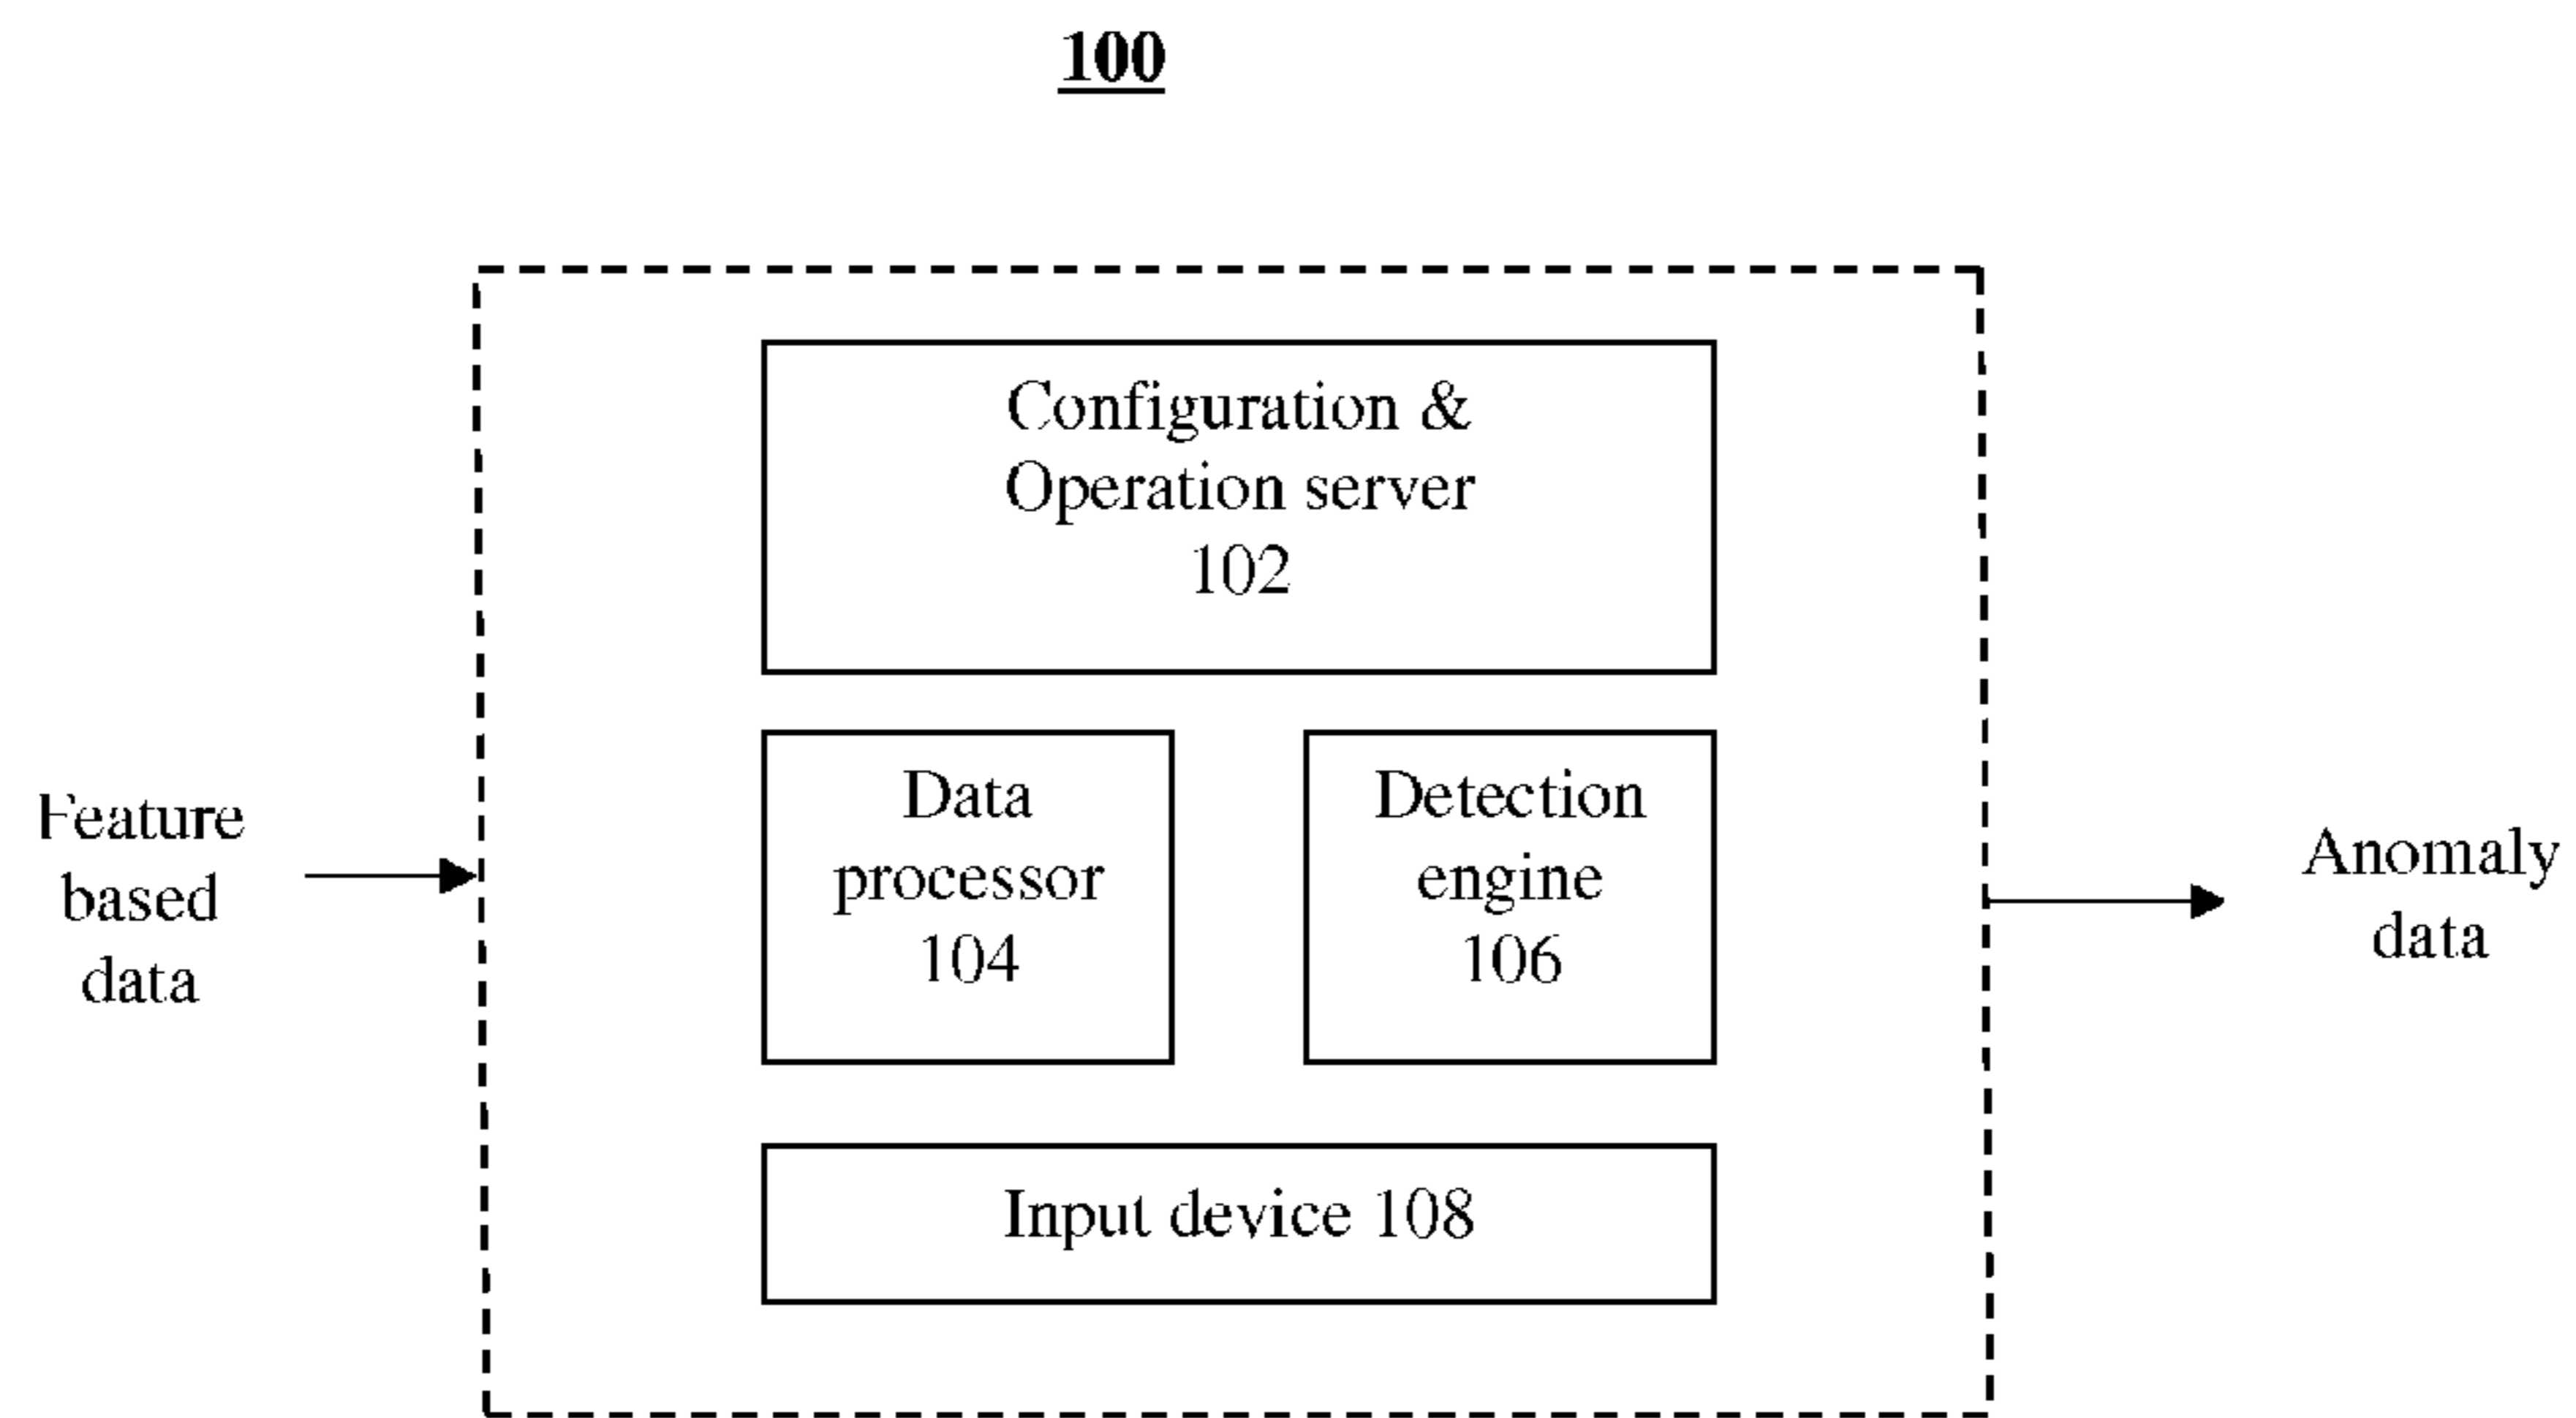 100
Configuration &
Operation server
102
Data
processor
104
Detection
engine
106
Input device 108
Feature
based
data
Anomaly
data